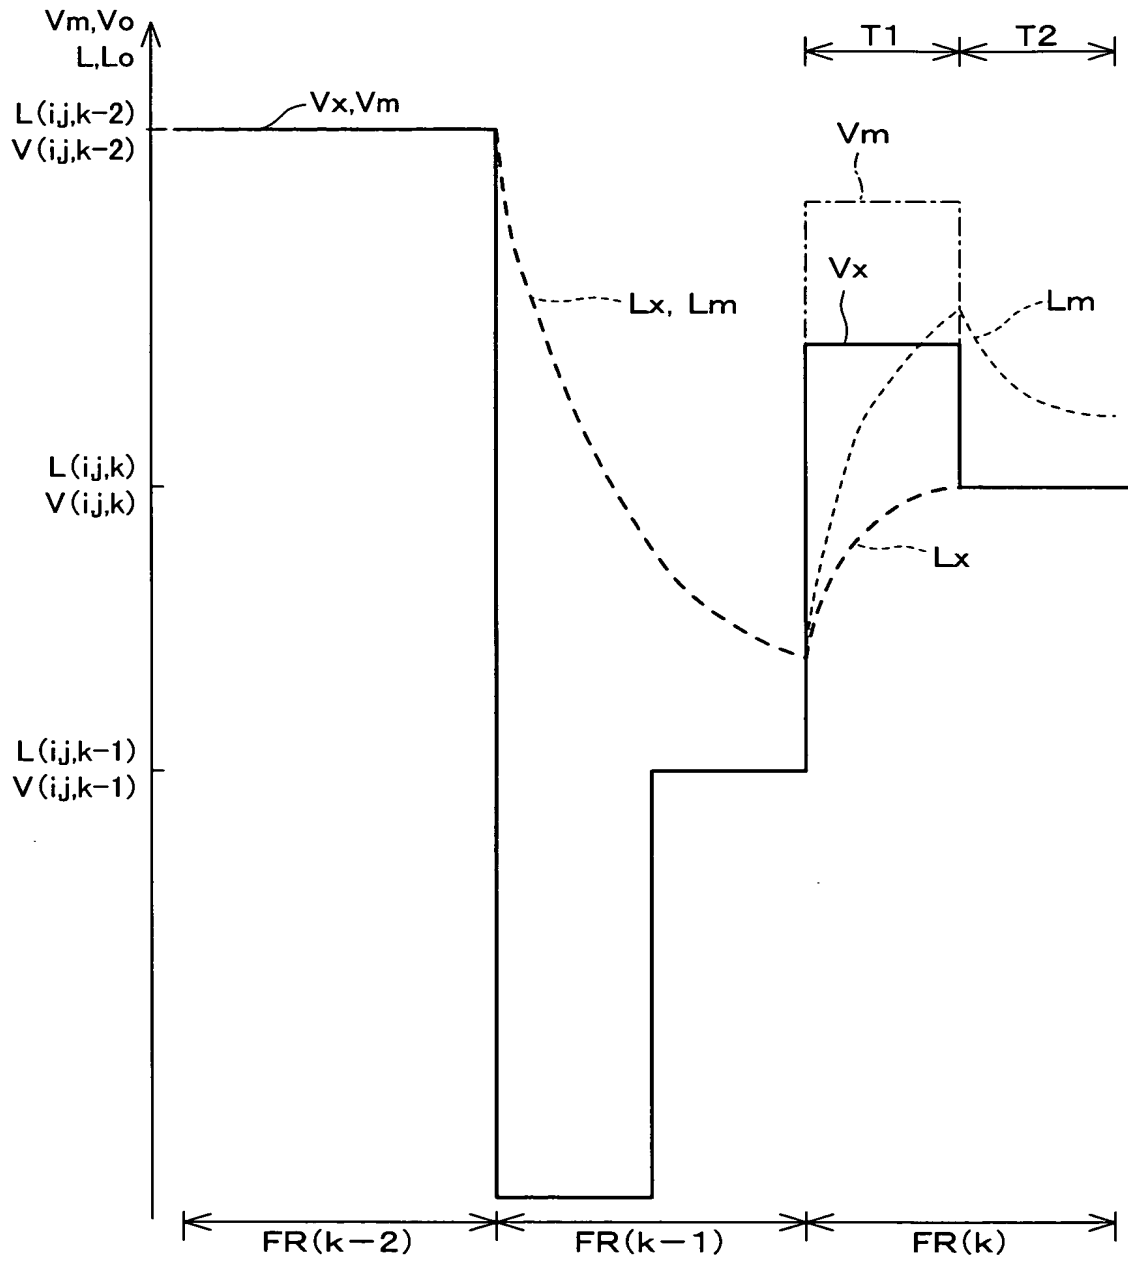 Vm,Vo
L,Lo
T1
T2
L(i,j,k-2)
V(i,j,k-2)
Vx,Vm
Vm
Vx
Lx, Lm
Lm
L(i,j,k)
V(i,j,k)
Lx
L(i,j,k-1)
V(i,j,k-1)
FR(k-2)
FR(k-1)
FR(k)